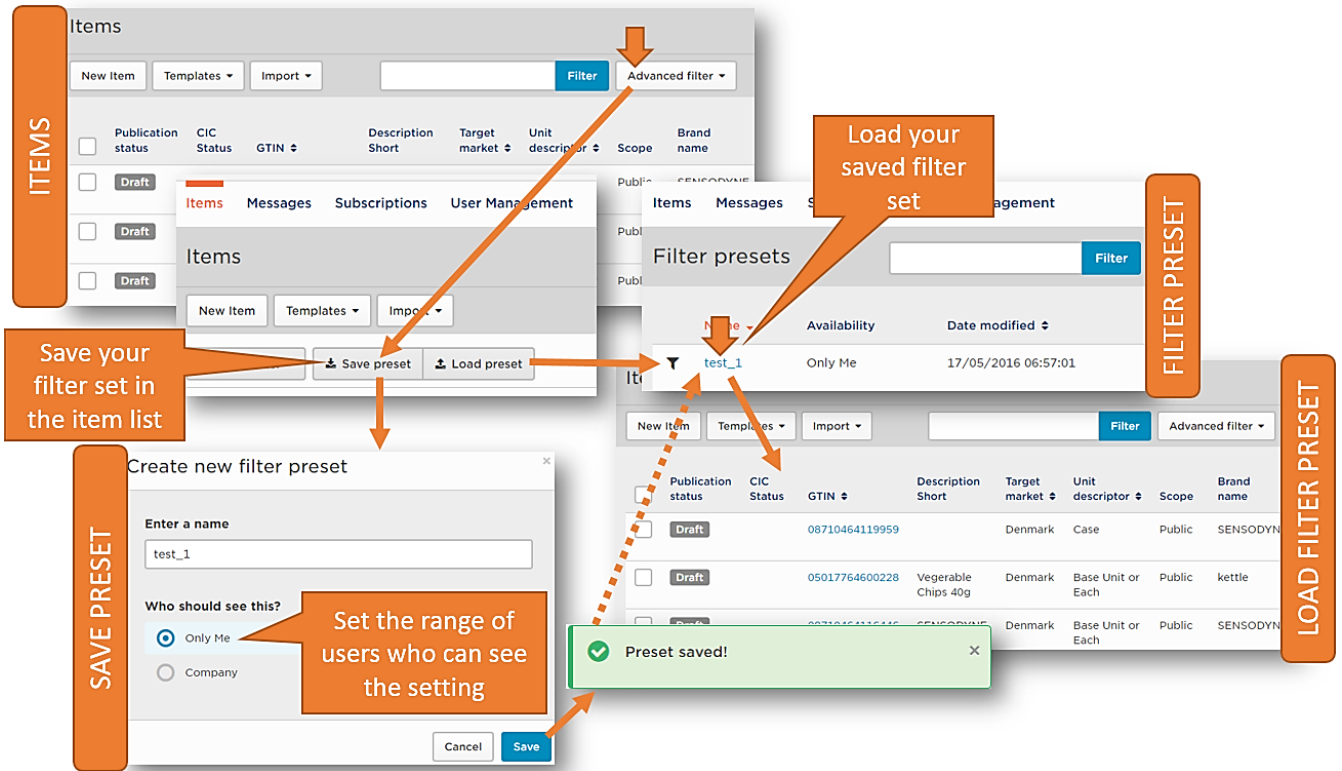 ITEMS
Items
New Item Templates Import Filter Advanced filter
Publication status CIC Status GTIN Description Short Target market Unit descriptor Scope Brand name
Draft Public SENSODYNE
Draft
Draft
Items Messages Subscriptions User Management
Items
New Item Templates Import
Save preset Load preset
Save your
filter set in
the item list
Load your
saved filter
set
FILTER PRESET
Items Messages
Filter presets
Filter
Name Availability Date modified
test_1 Only Me 17/05/2016 06:57:01
SAVE PRESET
Create new filter preset
×
Enter a name
test_1
Who should see this?
Only Me
Company
Set the range of
users who can see
the setting
Cancel Save
Preset saved!
×
LOAD FILTER PRESET
New Item Templates Import Filter Advanced filter
Publication status CIC Status GTIN Description Short Target market Unit descriptor Scope Brand name
Draft 08710464119959 Denmark Case Public SENSODYN
Draft 05017764600228 Vegerable Chips 40g Denmark Base Unit or Each Public kettle
Denmark Base Unit or Each Public SENSODYN